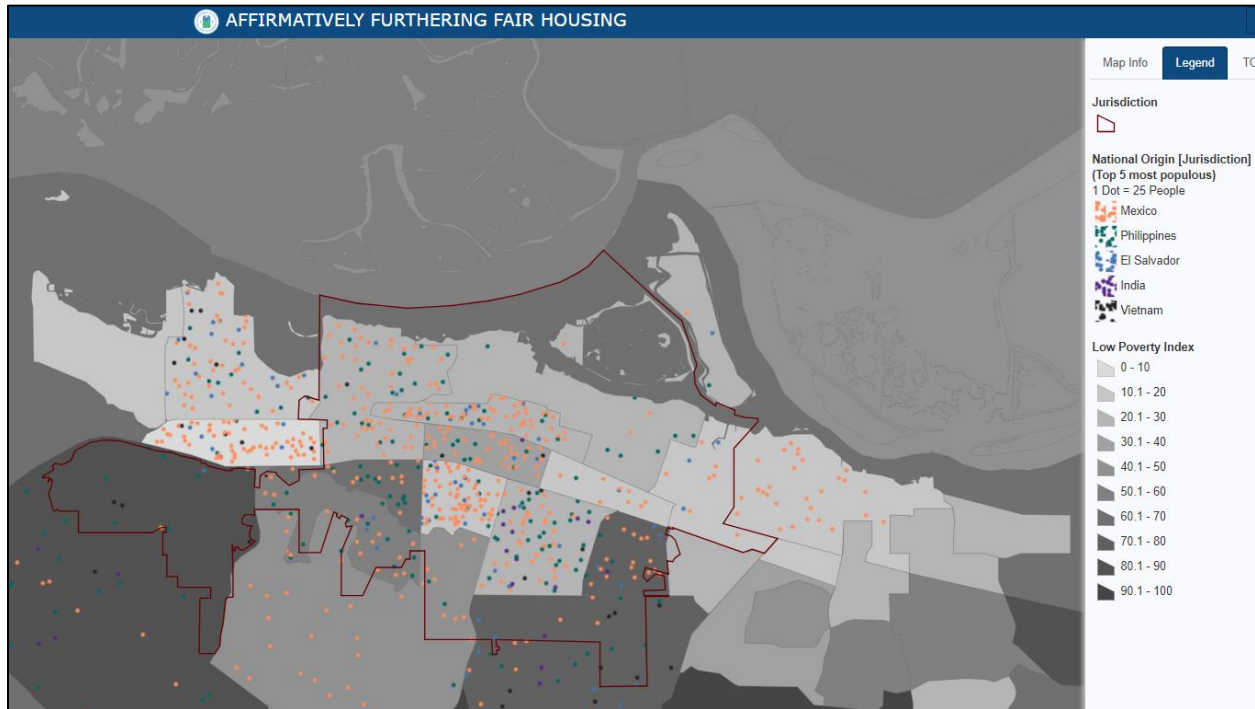 AFFIRMATIVELY FURTHERING FAIR HOUSING
Map Info Legend
Jurisdiction
National Origin [Jurisdiction]
(Top 5 most populous)
1 Dot = 25 People
Mexico
Philippines
El Salvador
India
Vietnam
Low Poverty Index
0 - 10
10.1 - 20
20.1 - 30
30.1 - 40
40.1 - 50
50.1 - 60
60.1 - 70
70.1 - 80
80.1 - 90
90.1 - 100